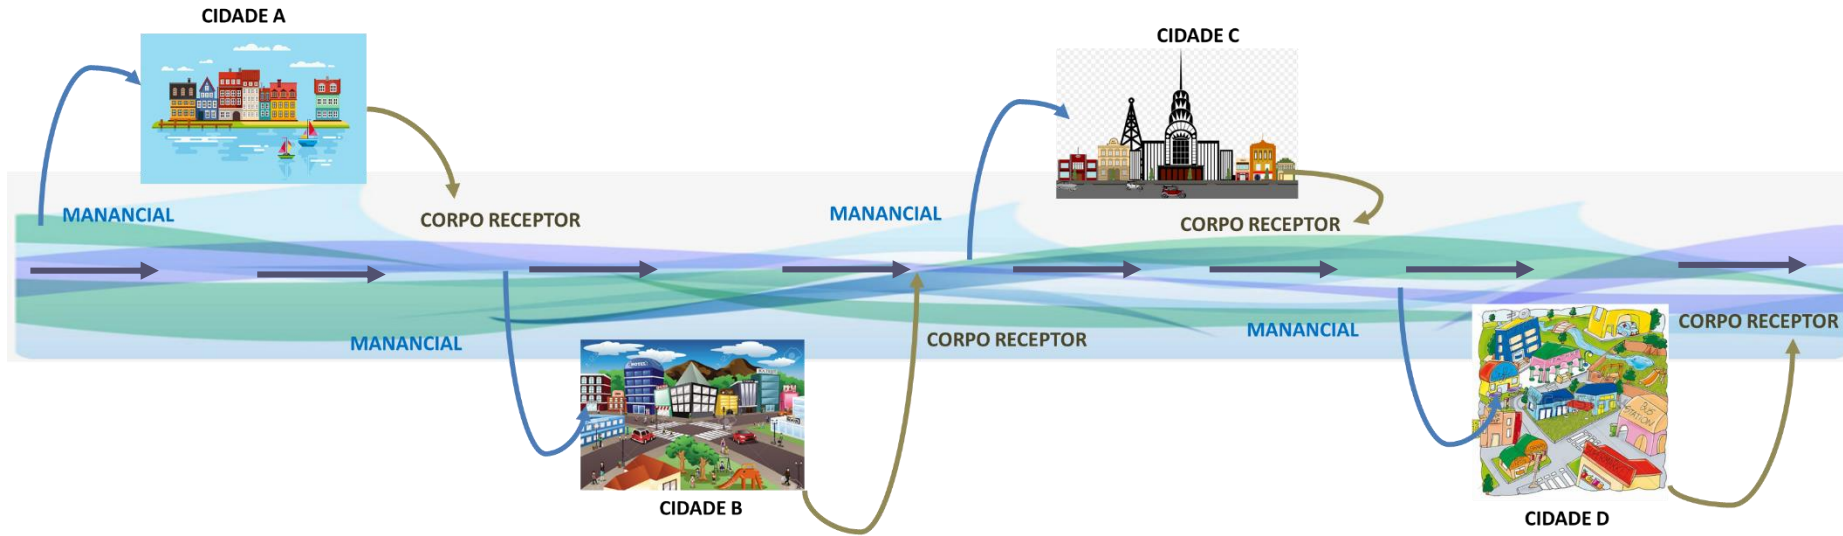 CIDADE A
CIDADE C
MANANCIAL
CORPO RECEPTOR
MANANCIAL
CORPO RECEPTOR
MANANCIAL
CORPO RECEPTOR
MANANCIAL
CORPO RECEPTOR
CIDADE B
CIDADE D